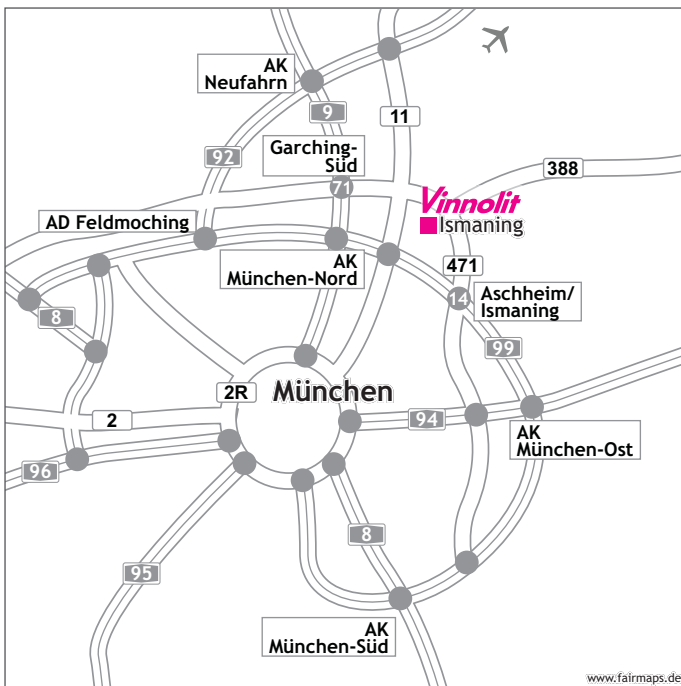 AK
Neufahrn
9
11
92
Garching-
Süd
71
388
Vinnolit
Ismaning
AD Feldmoching
AK
München-Nord
471
14
Aschheim/
Ismaning
8
99
2R
München
2
94
AK
München-Ost
96
8
95
AK
München-Süd
www.fairmaps.de